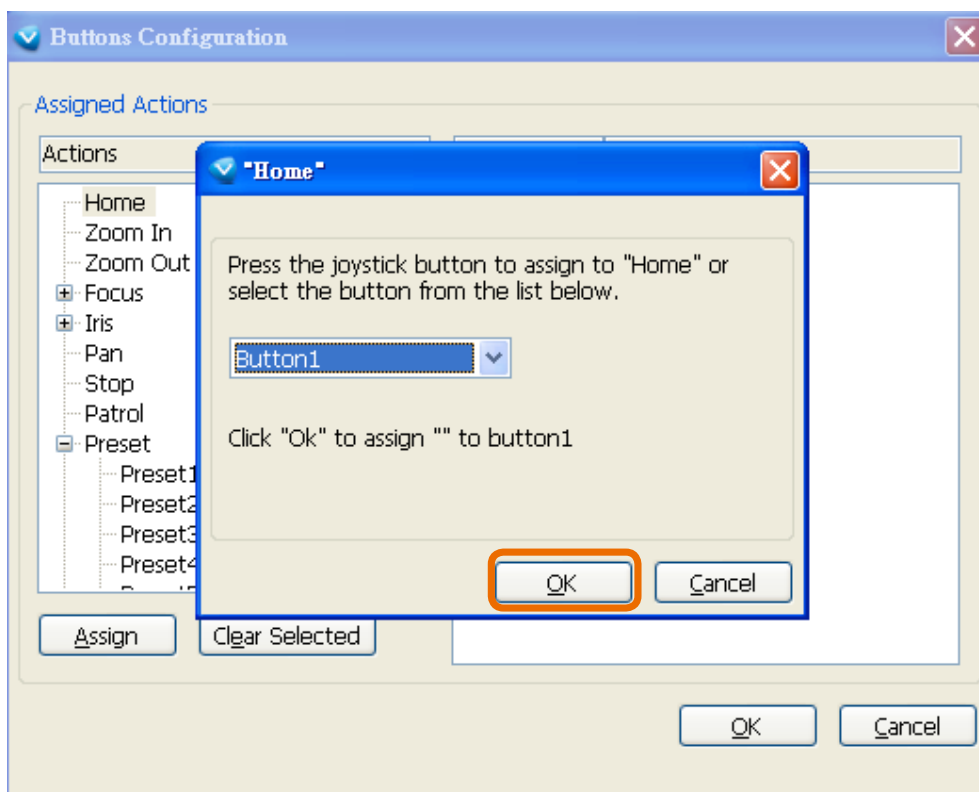 Buttons Configuration
Assigned Actions
Actions
Home
Zoom In
Zoom Out
Focus
Iris
Pan
Stop
Patrol
Preset
Preset1
Preset2
Preset3
Preset4
Assign
Clear Selected
"Home"
Press the joystick button to assign to "Home" or
select the button from the list below.
Button1
Click "Ok" to assign "" to button1
OK
Cancel
OK
Cancel